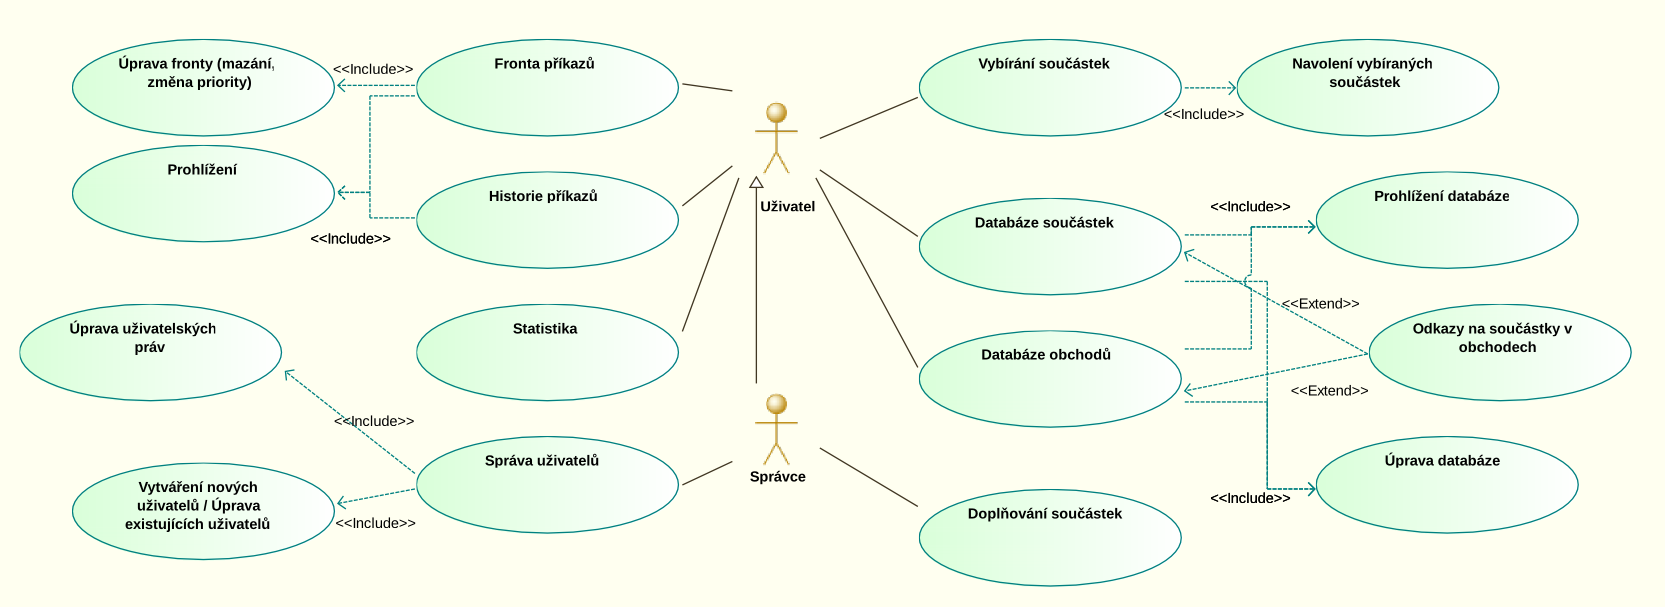 Úprava fronty (mazání,
změna priority)
<<Include>>
Fronta příkazů
Vybírání součástek
<<Include>>
Navolení vybíraných
součástek
Prohlížení
Historie příkazů
<<Include>>
Uživatel
Databáze součástek
<<Include>>
Prohlížení databáze
Úprava uživatelských
práv
Statistika
Databáze obchodů
<<Extend>>
Odkazy na součástky v
obchodech
<<Extend>>
<<Include>>
Správa uživatelů
Správce
Úprava databáze
<<Include>>
Vytváření nových
uživatelů / Úprava
existujících uživatelů
<<Include>>
Doplňování součástek